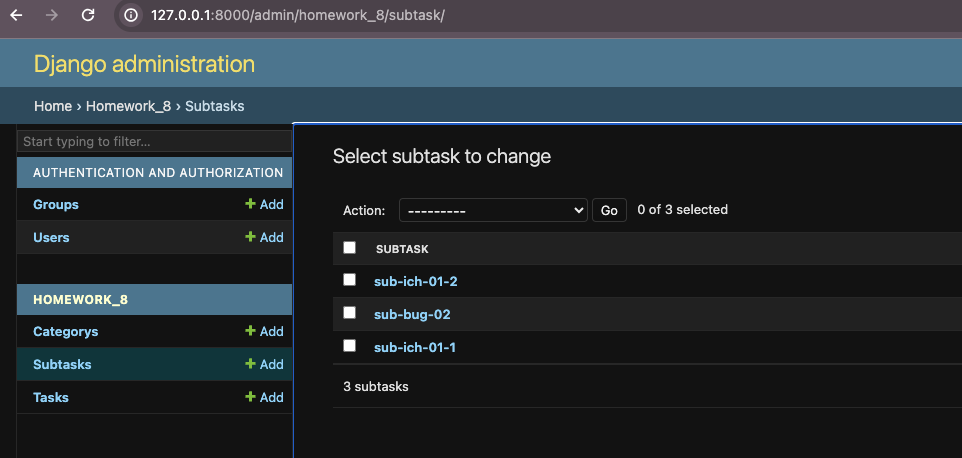 127.0.0.1:8000/admin/homework_8/subtask/
Django administration
Home › Homework_8 › Subtasks
Start typing to filter...
AUTHENTICATION AND AUTHORIZATION
Groups + Add
Users + Add
HOMEWORK_8
Categorys + Add
Subtasks + Add
Tasks + Add
Select subtask to change
Action: --------- Go 0 of 3 selected
SUBTASK
sub-ich-01-2
sub-bug-02
sub-ich-01-1
3 subtasks